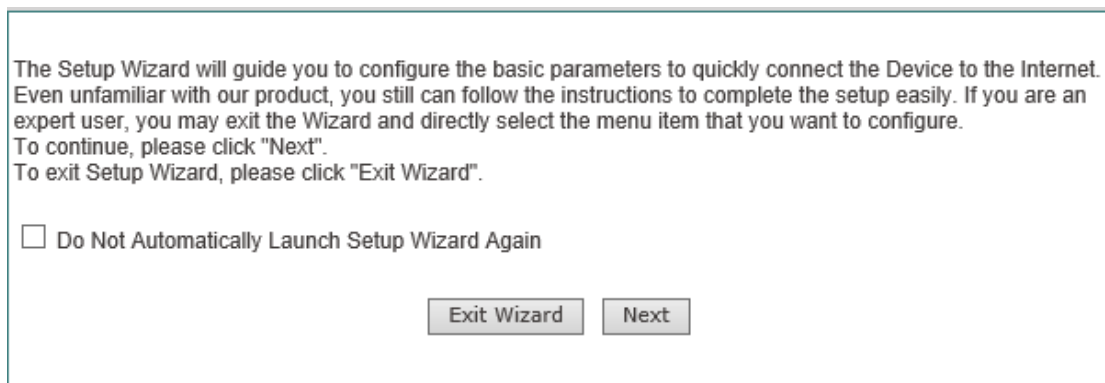 The Setup Wizard will guide you to configure the basic parameters to quickly connect the Device to the Internet.
Even unfamiliar with our product, you still can follow the instructions to complete the setup easily. If you are an
expert user, you may exit the Wizard and directly select the menu item that you want to configure.
To continue, please click "Next".
To exit Setup Wizard, please click "Exit Wizard".
Do Not Automatically Launch Setup Wizard Again
Exit Wizard Next